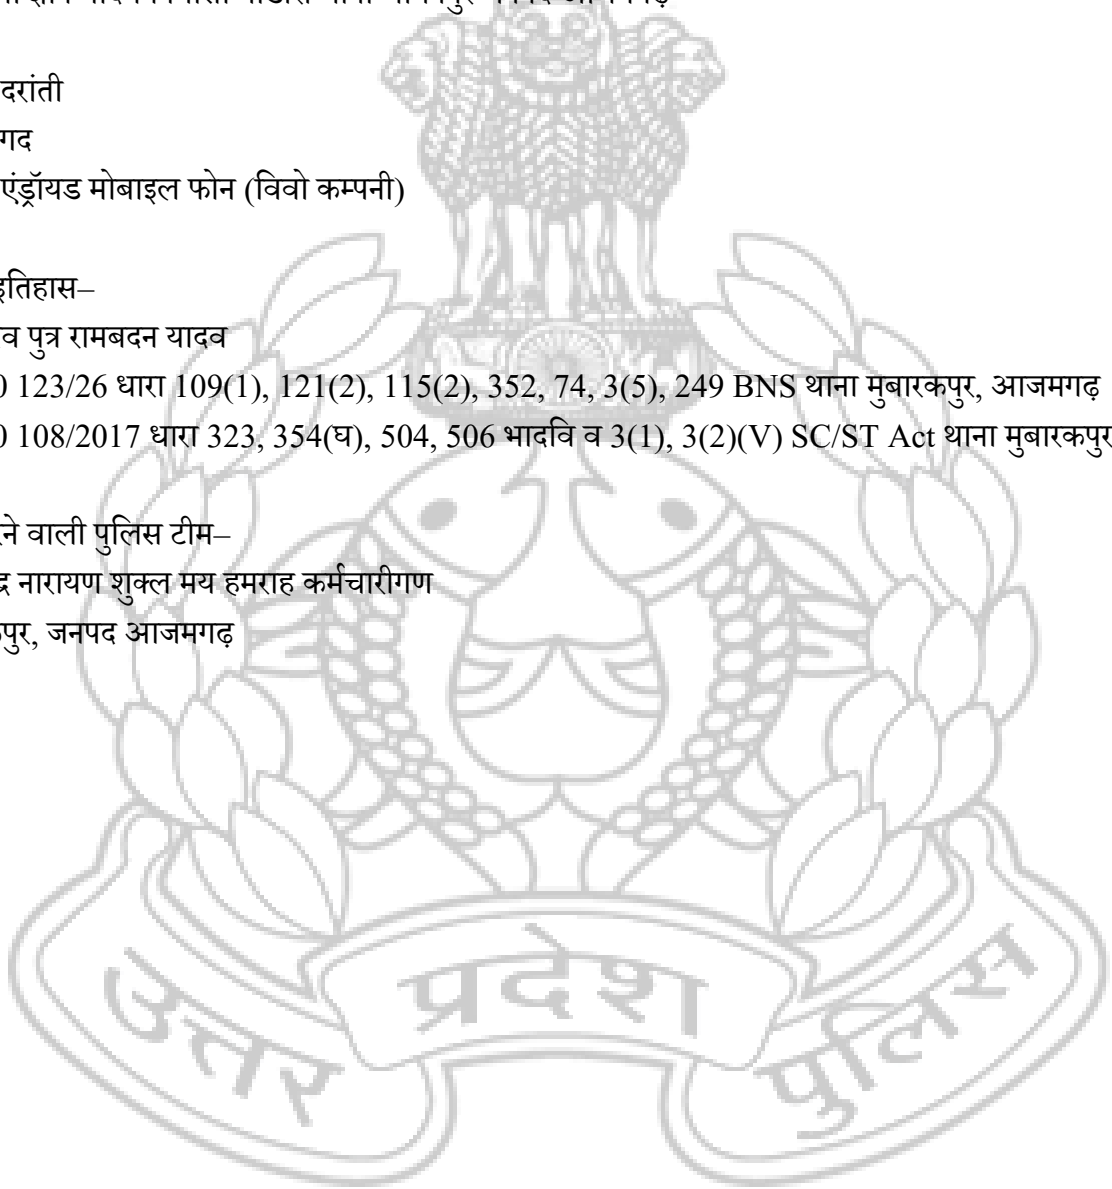 दरांती
गद
एंड्रॉयड मोबाइल फोन (विवो कम्पनी)
इतिहास–
व पुत्र रामबदन यादव
0 123/26 धारा 109(1), 121(2), 115(2), 352, 74, 3(5), 249 BNS थाना मुबारकपुर, आजमगढ़
0 108/2017 धारा 323, 354(घ), 504, 506 भादवि व 3(1), 3(2)(V) SC/ST Act थाना मुबारकपुर
ने वाली पुलिस टीम–
नारायण शुक्ल मय हमराह कर्मचारीगण
पुर, जनपद आजमगढ़
उत्तर प्रदेश पुलिस